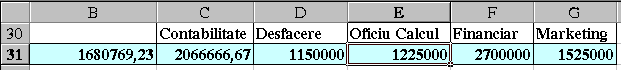 B C D E F G
30 Contabilitate Desfacere Oficiu Calcul Financiar Marketing
31 1680769,23 2066666,67 1150000 1225000 2700000 1525000